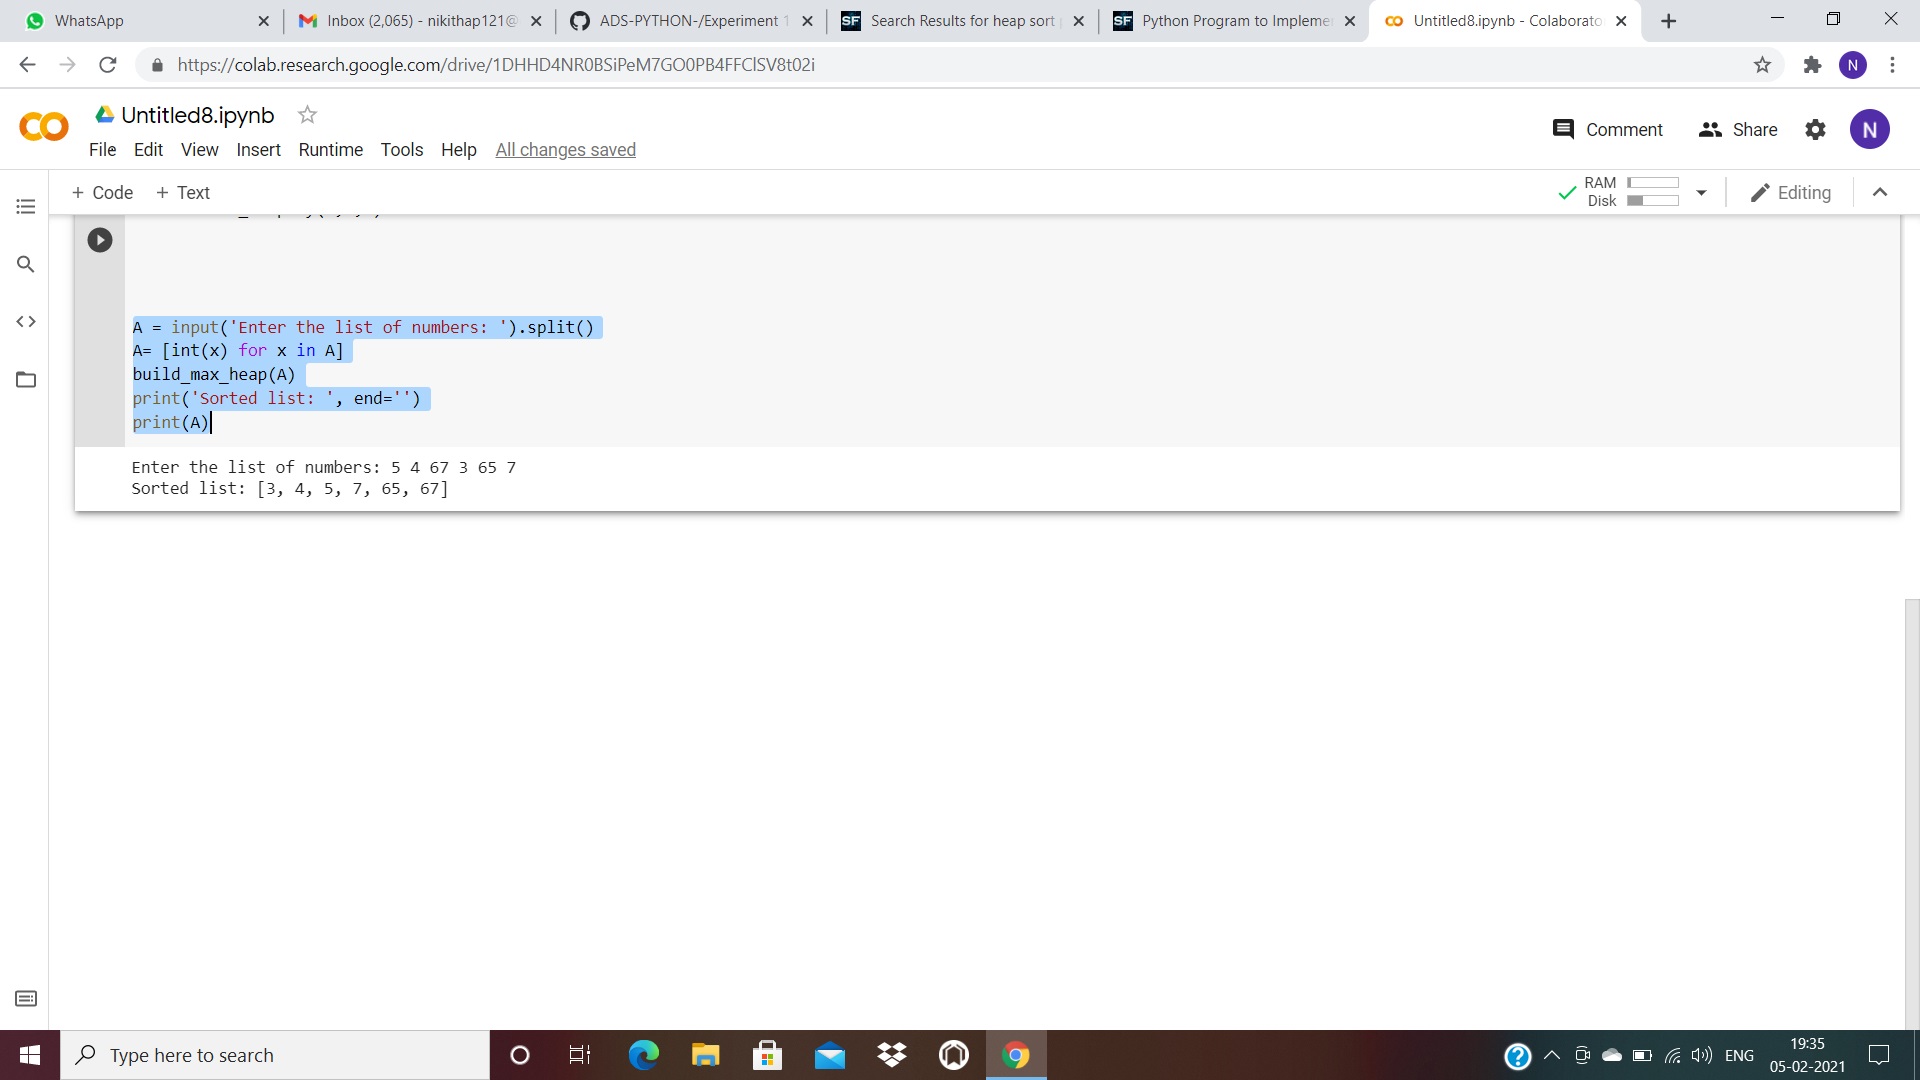 WhatsApp
Inbox (2,065) - nikithap121@
ADS-PYTHON-/Experiment 1
SF Search Results for heap sort
SF Python Program to Implemen
Untitled8.ipynb - Colaborato
https://colab.research.google.com/drive/1DHHD4NR0BSiPeM7GO0PB4FFClSV8t02i
N
Untitled8.ipynb
Comment
Share
N
File Edit View Insert Runtime Tools Help All changes saved
+ Code + Text
RAM
Disk
Editing
A = input('Enter the list of numbers: ').split()
A= [int(x) for x in A]
build_max_heap(A)
print('Sorted list: ', end='')
print(A)
Enter the list of numbers: 5 4 67 3 65 7
Sorted list: [3, 4, 5, 7, 65, 67]
Type here to search
ENG
19:35
05-02-2021